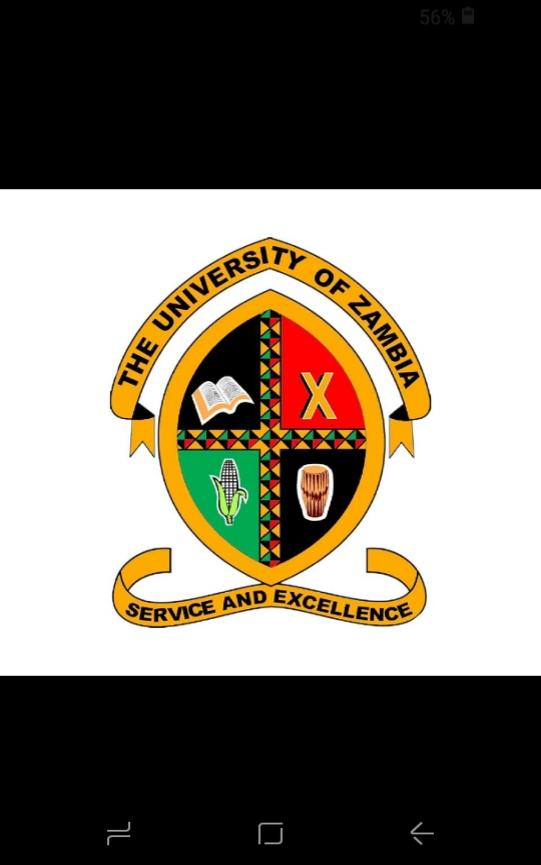 56%
THE UNIVERSITY OF ZAMBIA
X
SERVICE AND EXCELLENCE